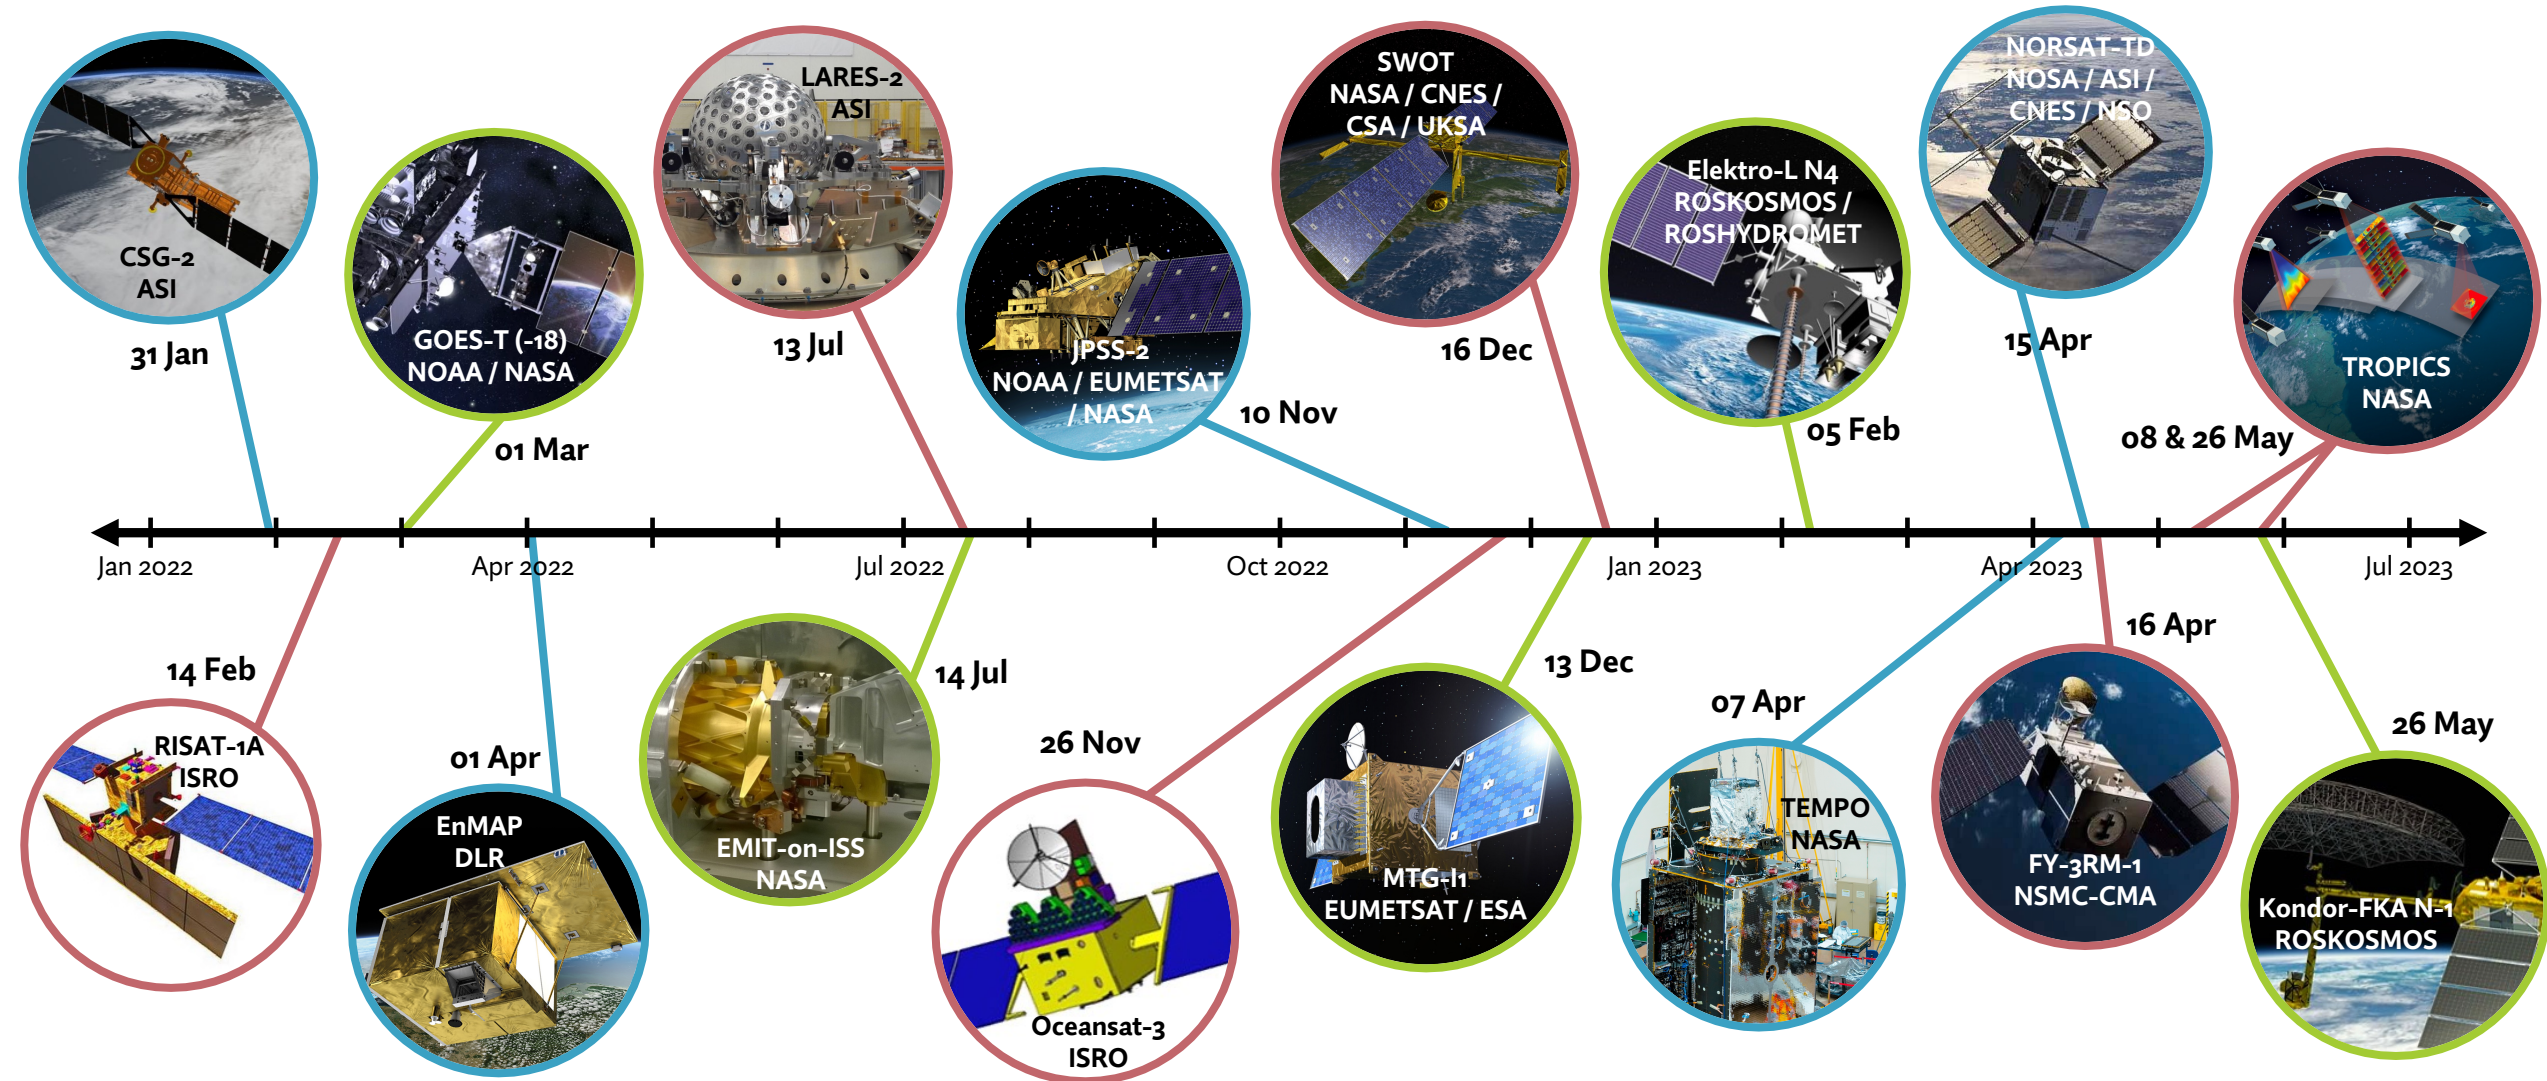 CSG-2
ASI
31 Jan
GOES-T (-18)
NOAA / NASA
01 Mar
LARES-2
ASI
13 Jul
JPSS-2
NOAA / EUMETSAT
/ NASA
10 Nov
SWOT
NASA / CNES /
CSA / UKSA
16 Dec
Elektro-L N4
ROSKOSMOS /
ROSHYDROMET
05 Feb
NORSAT-TD
NOSA / ASI /
CNES / NSO
15 Apr
TROPICS
NASA
08 & 26 May
Jan 2022
Apr 2022
Jul 2022
Oct 2022
Jan 2023
Apr 2023
Jul 2023
14 Feb
RISAT-1A
ISRO
01 Apr
EnMAP
DLR
14 Jul
EMIT-on-ISS
NASA
26 Nov
Oceansat-3
ISRO
13 Dec
MTG-I1
EUMETSAT / ESA
07 Apr
TEMPO
NASA
16 Apr
FY-3RM-1
NSMC-CMA
26 May
Kondor-FKA N-1
ROSKOSMOS